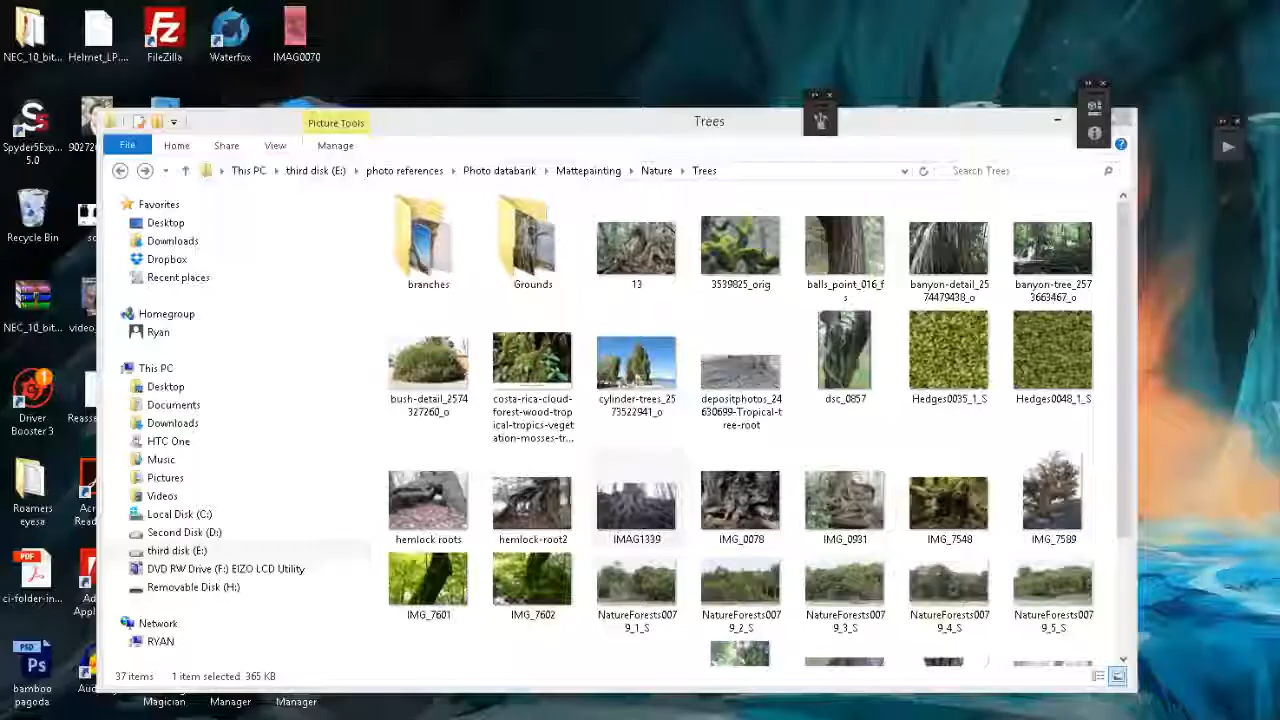 NEC_10_bit...
Helmet_LP....
FileZilla
Waterfox
IMAG0070
Spyder5Exp...
5.0
Picture Tools
Trees
File
Home
Share
View
Manage
This PC
third disk (E:)
photo references
Photo databank
Mattepainting
Nature
Trees
Search Trees
Recycle Bin
NEC_10_bit...
Driver
Booster 3
Roamers
eyesa
PDF
ci-folder-in...
PSD
Ps
bamboo
pagoda
Magician
Manager
Manager
Favorites
Desktop
Downloads
Dropbox
Recent places
Homegroup
Ryan
This PC
Desktop
Documents
Downloads
HTC One
Music
Pictures
Videos
Local Disk (C:)
Second Disk (D:)
third disk (E:)
DVD RW Drive (F:) EIZO LCD Utility
Removable Disk (H:)
Network
RYAN
branches
Grounds
13
3539825_orig
balls_point_016_f
s
banyon-detail_25
74479438_o
banyon-tree_257
3663467_o
bush-detail_2574
327260_o
costa-rica-cloud-
forest-wood-trop
ical-tropics-veget
ation-mosses-tr...
cylinder-trees_25
73522941_o
depositphotos_24
630699-Tropical-t
ree-root
dsc_0857
Hedges0035_1_S
Hedges0048_1_S
hemlock roots
hemlock-root2
IMAG1339
IMG_0078
IMG_0931
IMG_7548
IMG_7589
IMG_7601
IMG_7602
NatureForests007
9_1_S
NatureForests007
9_2_S
NatureForests007
9_3_S
NatureForests007
9_4_S
NatureForests007
9_5_S
37 items
1 item selected 365 KB